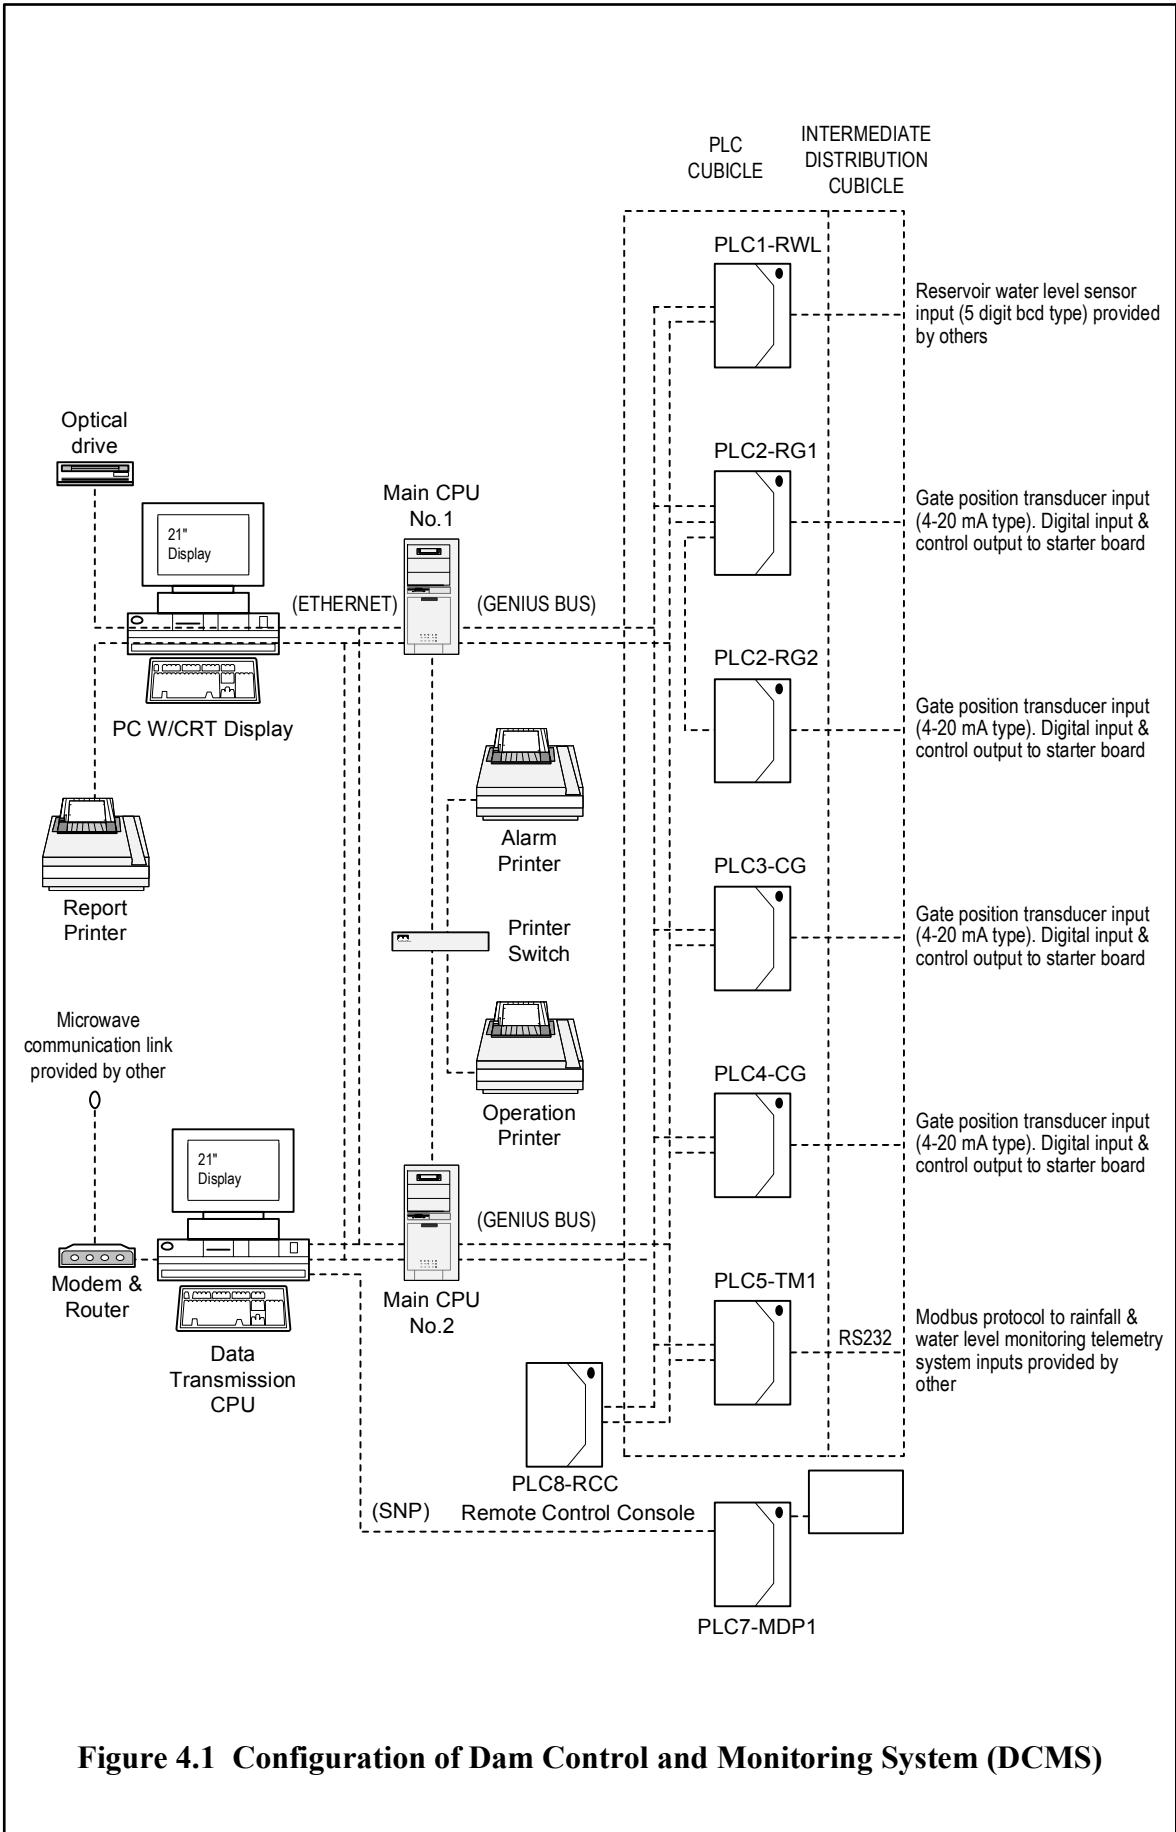 PLC
CUBICLE
INTERMEDIATE
DISTRIBUTION
CUBICLE
PLC1-RWL
Reservoir water level sensor
input (5 digit bcd type) provided
by others
Optical
drive
PLC2-RG1
Main CPU
No.1
Gate position transducer input
(4-20 mA type). Digital input &
control output to starter board
21"
Display
(ETHERNET)
(GENIUS BUS)
PLC2-RG2
PC W/CRT Display
Gate position transducer input
(4-20 mA type). Digital input &
control output to starter board
Alarm
Printer
PLC3-CG
Report
Printer
Printer
Switch
Gate position transducer input
(4-20 mA type). Digital input &
control output to starter board
Microwave
communication link
provided by other
PLC4-CG
Operation
Printer
Gate position transducer input
(4-20 mA type). Digital input &
control output to starter board
21"
Display
(GENIUS BUS)
Modem &
Router
Main CPU
No.2
PLC5-TM1
RS232
Modbus protocol to rainfall &
water level monitoring telemetry
system inputs provided by
other
Data
Transmission
CPU
PLC8-RCC
(SNP)
Remote Control Console
PLC7-MDP1
Figure 4.1 Configuration of Dam Control and Monitoring System (DCMS)